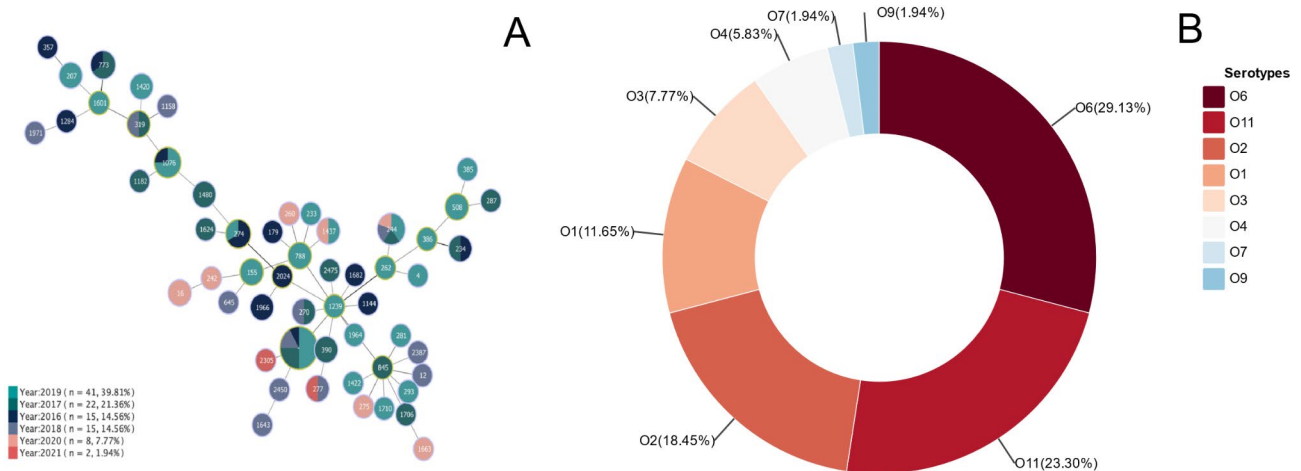 A
357
207
773
1601
1420
1284
319
1158
1971
1076
1182
1480
1624
274
179
260
233
1437
244
385
508
287
386
234
788
155
242
16
2024
2475
1682
262
4
645
1966
270
1239
1144
2305
390
1964
281
2387
845
12
2450
277
1422
293
275
1710
1706
1643
1663
Year:2019 ( n = 41, 39.81%)
Year:2017 ( n = 22, 21.36%)
Year:2016 ( n = 15, 14.56%)
Year:2018 ( n = 15, 14.56%)
Year:2020 ( n = 8, 7.77%)
Year:2021 ( n = 2, 1.94%)
B
O7(1.94%)
O9(1.94%)
O4(5.83%)
O3(7.77%)
O6(29.13%)
O1(11.65%)
O2(18.45%)
O11(23.30%)
Serotypes
O6
O11
O2
O1
O3
O4
O7
O9